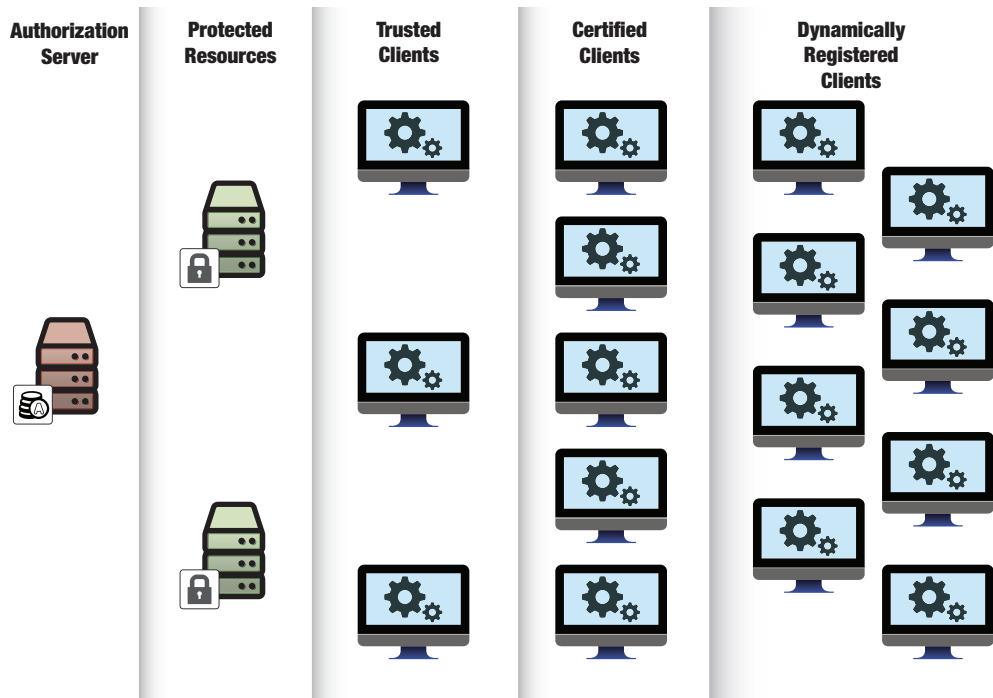 Authorization
Server
Protected
Resources
Trusted
Clients
Certified
Clients
Dynamically
Registered
Clients
A